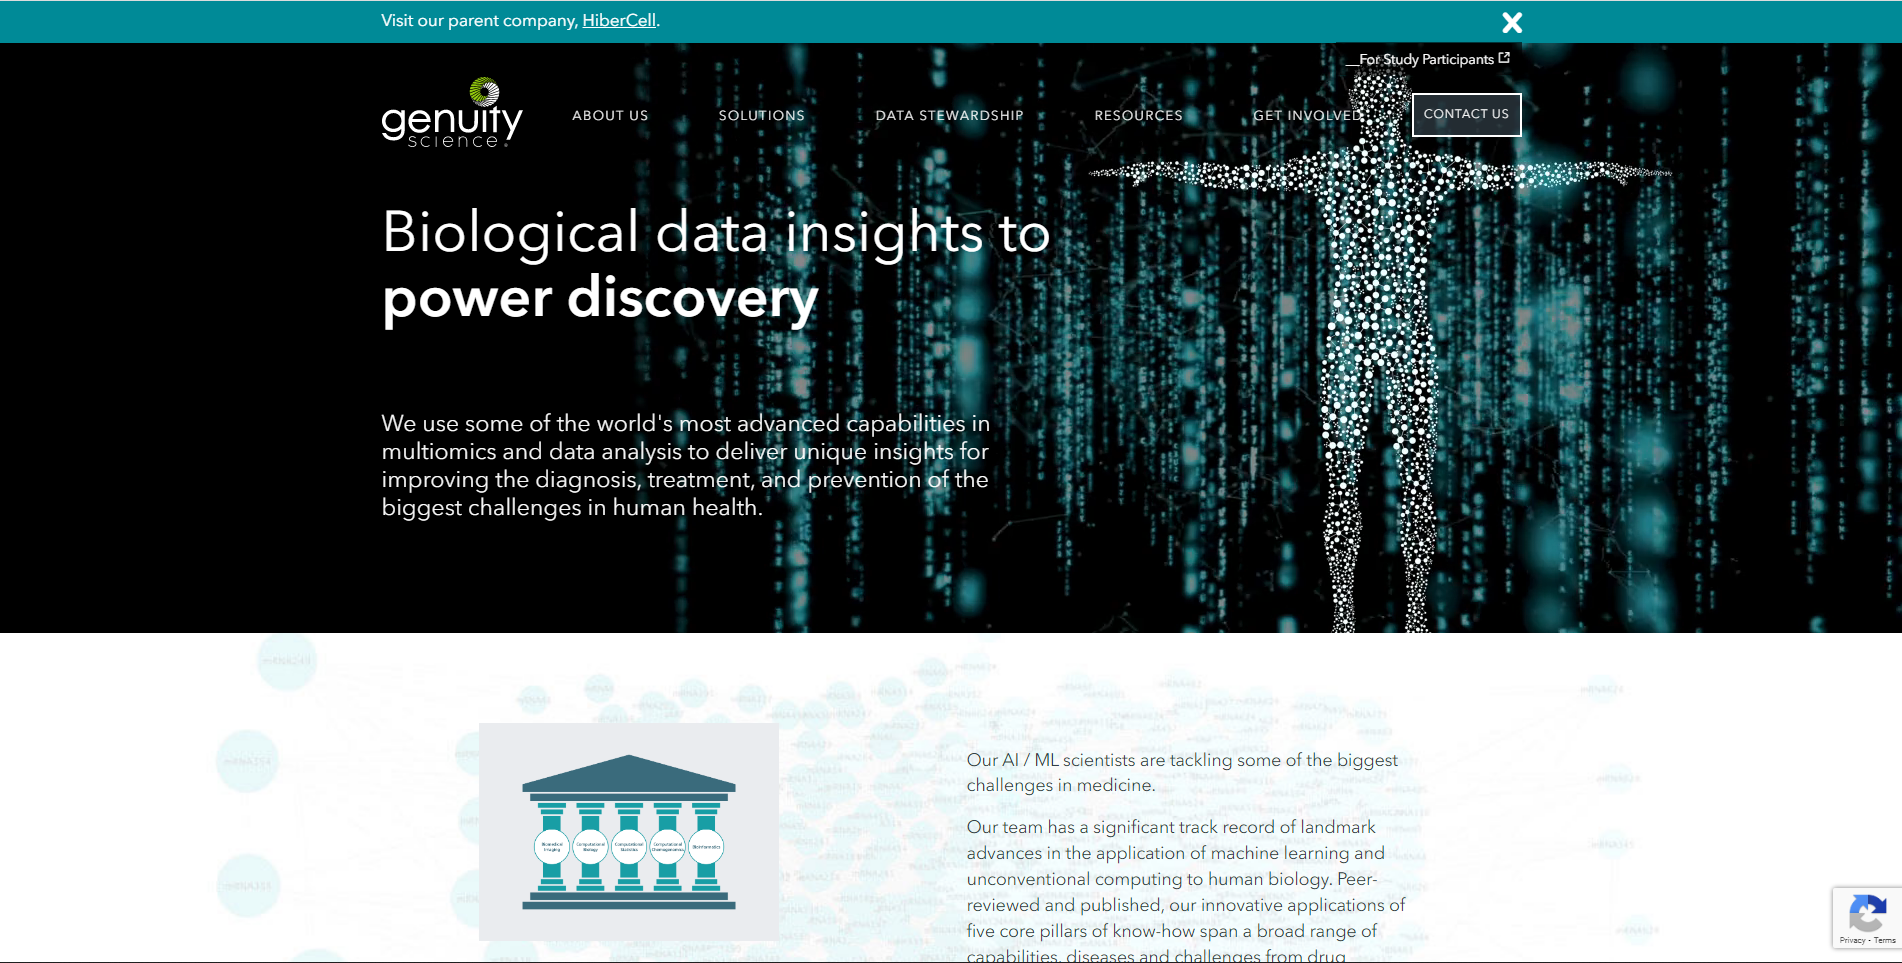 Visit our parent company, HiberCell.
For Study Participants
genuity
science
ABOUT US
SOLUTIONS
DATA STEWARDSHIP
RESOURCES
GET INVOLVED
CONTACT US
Biological data insights to
power discovery
We use some of the world's most advanced capabilities in
multiomics and data analysis to deliver unique insights for
improving the diagnosis, treatment, and prevention of the
biggest challenges in human health.
Biomedical
Imaging
Computational
Biology
Computational
Statistics
Computational
Chemogenomics
Bioinformatics
Our AI / ML scientists are tackling some of the biggest
challenges in medicine.
Our team has a significant track record of landmark
advances in the application of machine learning and
unconventional computing to human biology. Peer-
reviewed and published, our innovative applications of
five core pillars of know-how span a broad range of
capabilities, diseases and challenges from drug
Privacy - Terms